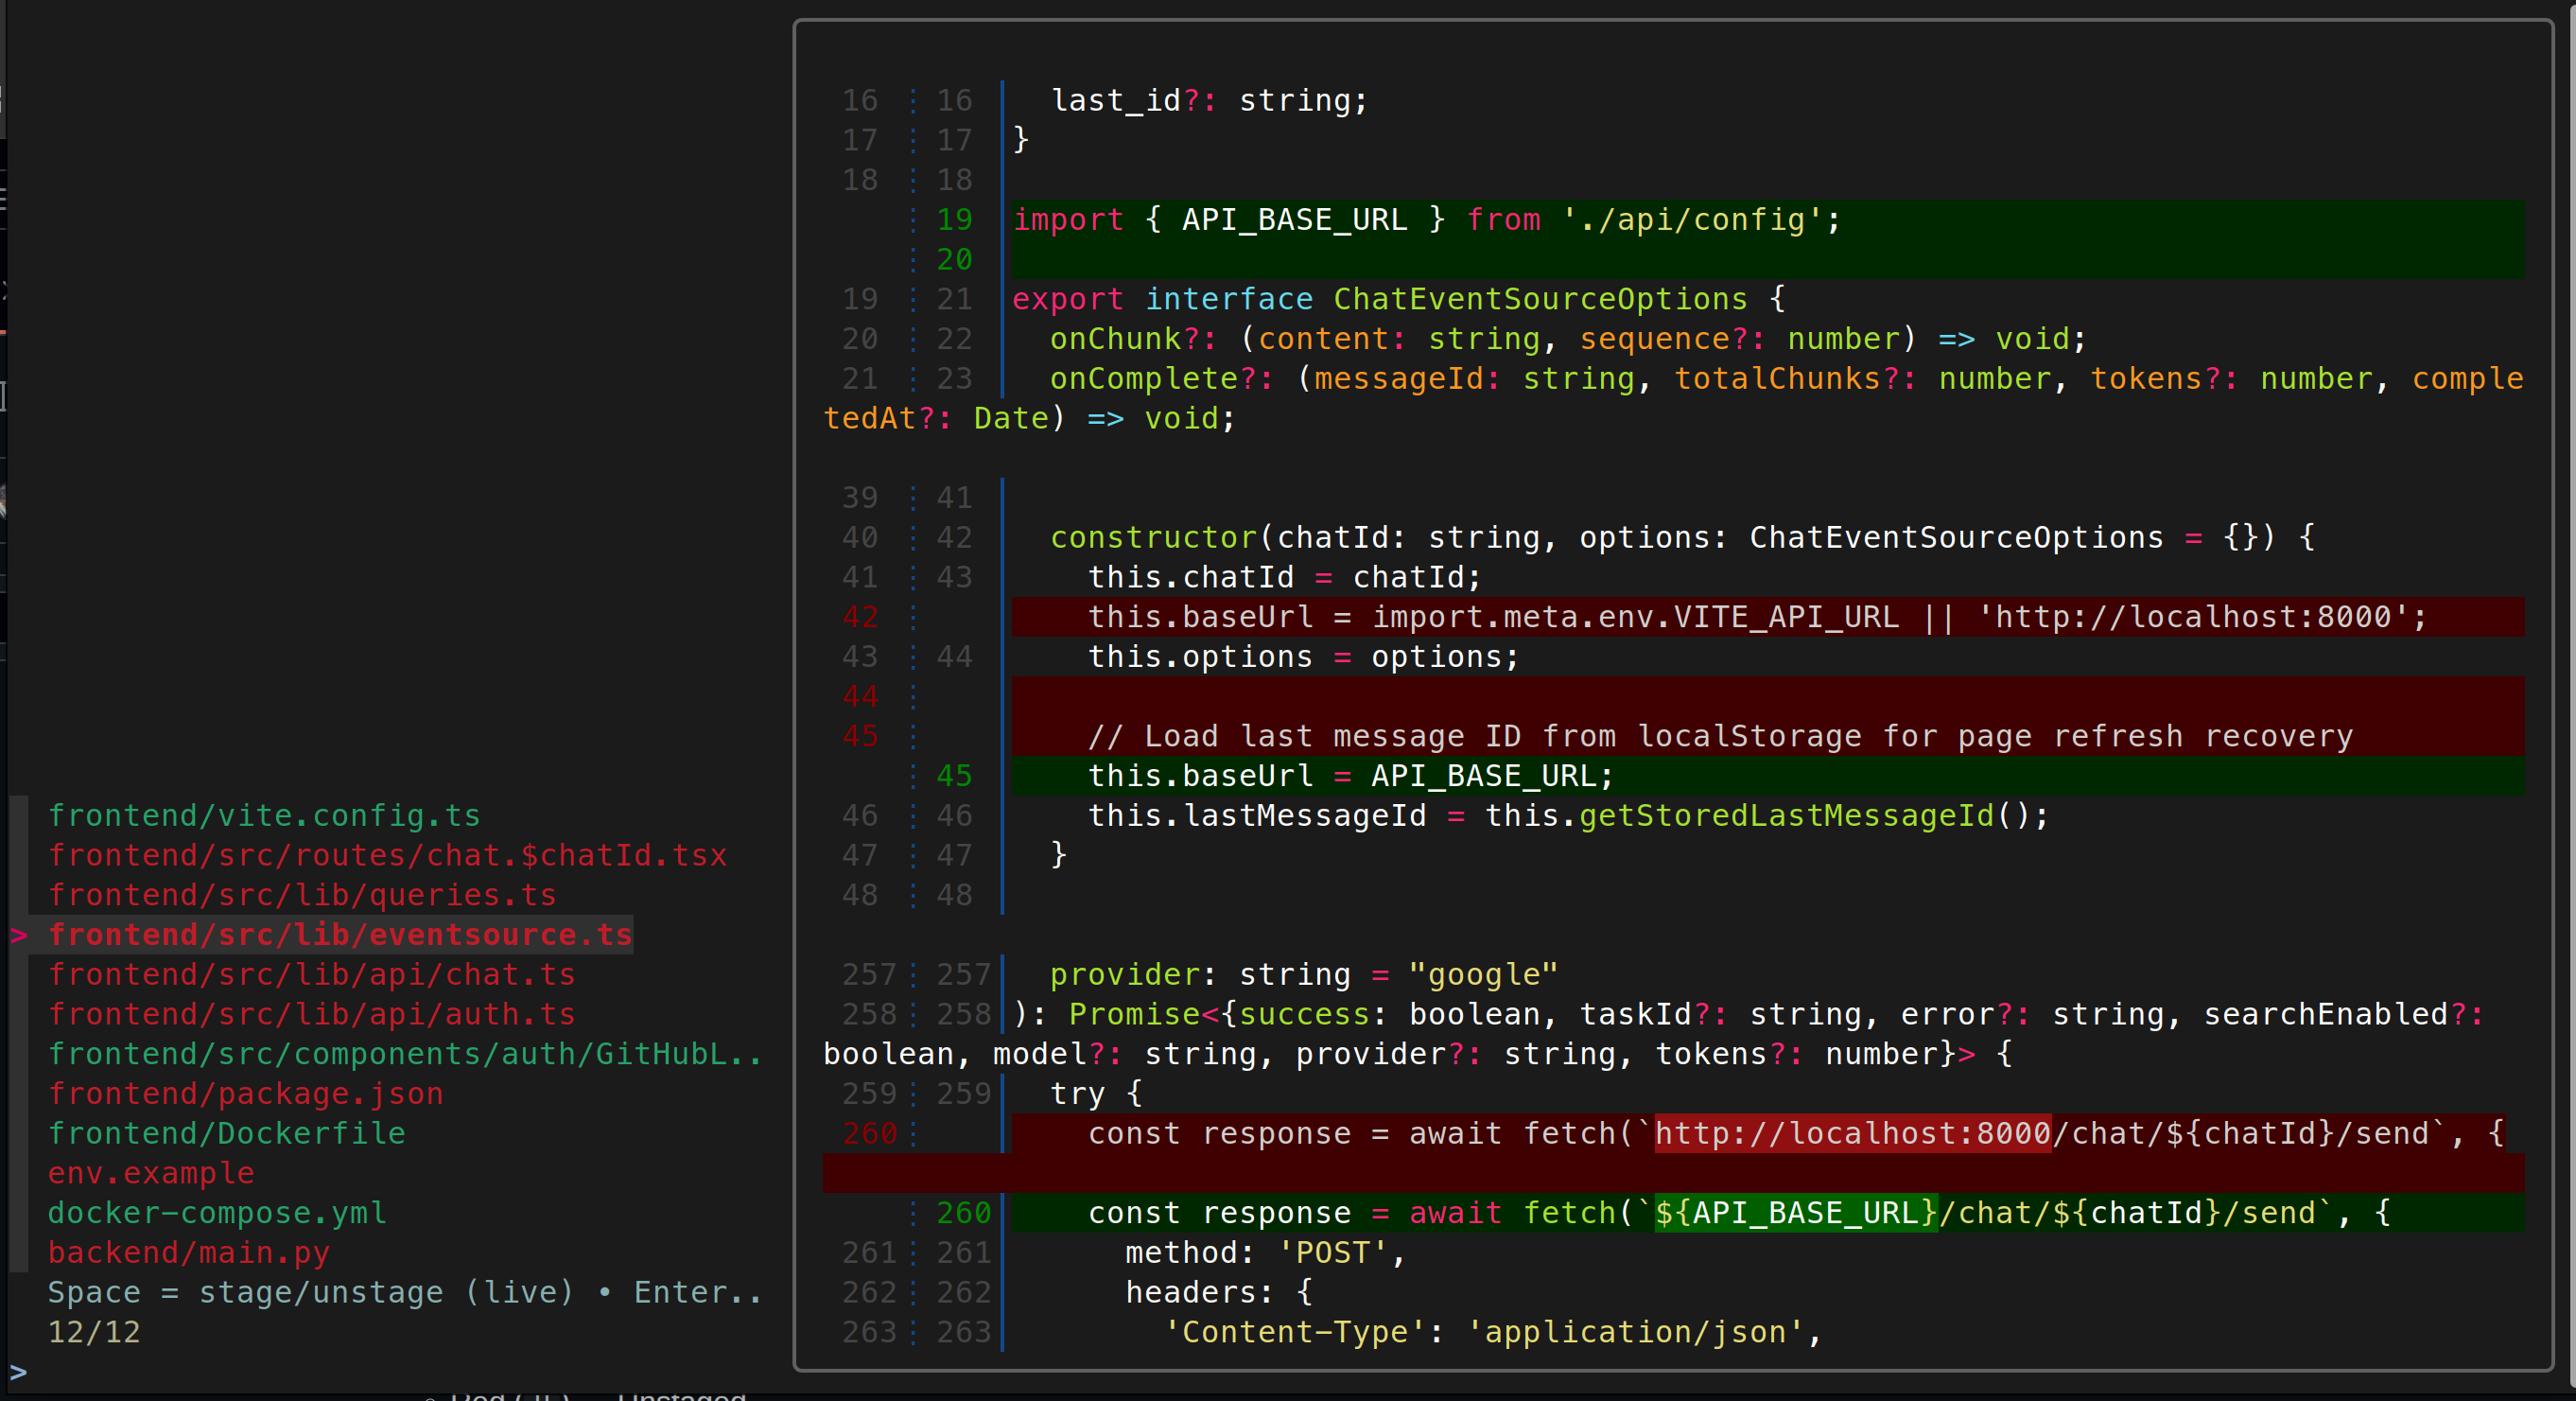 frontend/vite.config.ts
frontend/src/routes/chat.$chatId.tsx
frontend/src/lib/queries.ts
> frontend/src/lib/eventsource.ts
frontend/src/lib/api/chat.ts
frontend/src/lib/api/auth.ts
frontend/src/components/auth/GitHubL..
frontend/package.json
frontend/Dockerfile
env.example
docker-compose.yml
backend/main.py
Space = stage/unstage (live) • Enter..
12/12
>
16 ⋮ 16 │  last_id?: string;
17 ⋮ 17 │}
18 ⋮ 18 │
   ⋮ 19 │import { API_BASE_URL } from './api/config';
   ⋮ 20 │
19 ⋮ 21 │export interface ChatEventSourceOptions {
20 ⋮ 22 │  onChunk?: (content: string, sequence?: number) => void;
21 ⋮ 23 │  onComplete?: (messageId: string, totalChunks?: number, tokens?: number, comple
tedAt?: Date) => void;
39 ⋮ 41 │
40 ⋮ 42 │  constructor(chatId: string, options: ChatEventSourceOptions = {}) {
41 ⋮ 43 │    this.chatId = chatId;
42 ⋮    │    this.baseUrl = import.meta.env.VITE_API_URL || 'http://localhost:8000';
43 ⋮ 44 │    this.options = options;
44 ⋮    │
45 ⋮    │    // Load last message ID from localStorage for page refresh recovery
   ⋮ 45 │    this.baseUrl = API_BASE_URL;
46 ⋮ 46 │    this.lastMessageId = this.getStoredLastMessageId();
47 ⋮ 47 │  }
48 ⋮ 48 │
257⋮ 257│  provider: string = "google"
258⋮ 258│): Promise<{success: boolean, taskId?: string, error?: string, searchEnabled?:
boolean, model?: string, provider?: string, tokens?: number}> {
259⋮ 259│  try {
260⋮    │    const response = await fetch(`http://localhost:8000/chat/${chatId}/send`, {
   ⋮ 260│    const response = await fetch(`${API_BASE_URL}/chat/${chatId}/send`, {
261⋮ 261│      method: 'POST',
262⋮ 262│      headers: {
263⋮ 263│        'Content-Type': 'application/json',